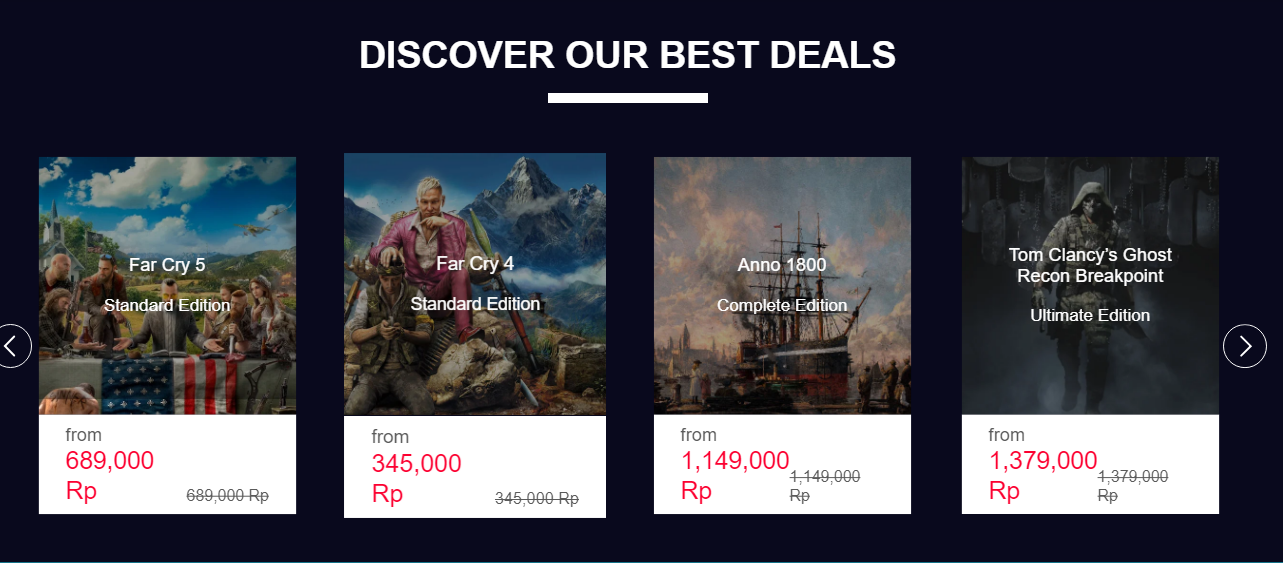 DISCOVER OUR BEST DEALS
Far Cry 5
Standard Edition
from
689,000
Rp
689,000 Rp
Far Cry 4
Standard Edition
from
345,000
Rp
345,000 Rp
Anno 1800
Complete Edition
from
1,149,000
Rp
1,149,000
Rp
Tom Clancy’s Ghost
Recon Breakpoint
Ultimate Edition
from
1,379,000
Rp
1,379,000
Rp